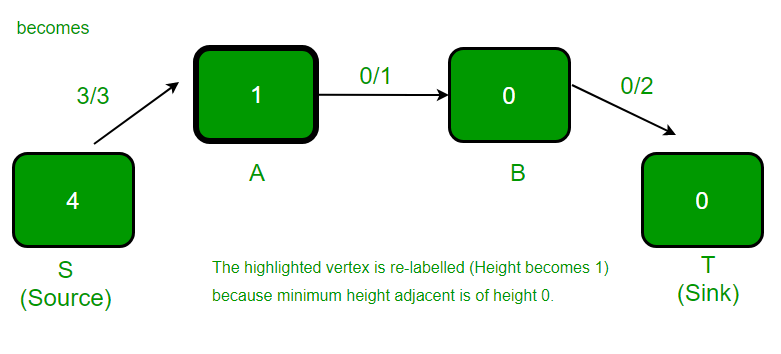 becomes
3/3
1
0/1
0
0/2
A
B
4
0
S
(Source)
The highlighted vertex is re-labelled (Height becomes 1)
because minimum height adjacent is of height 0.
T
(Sink)